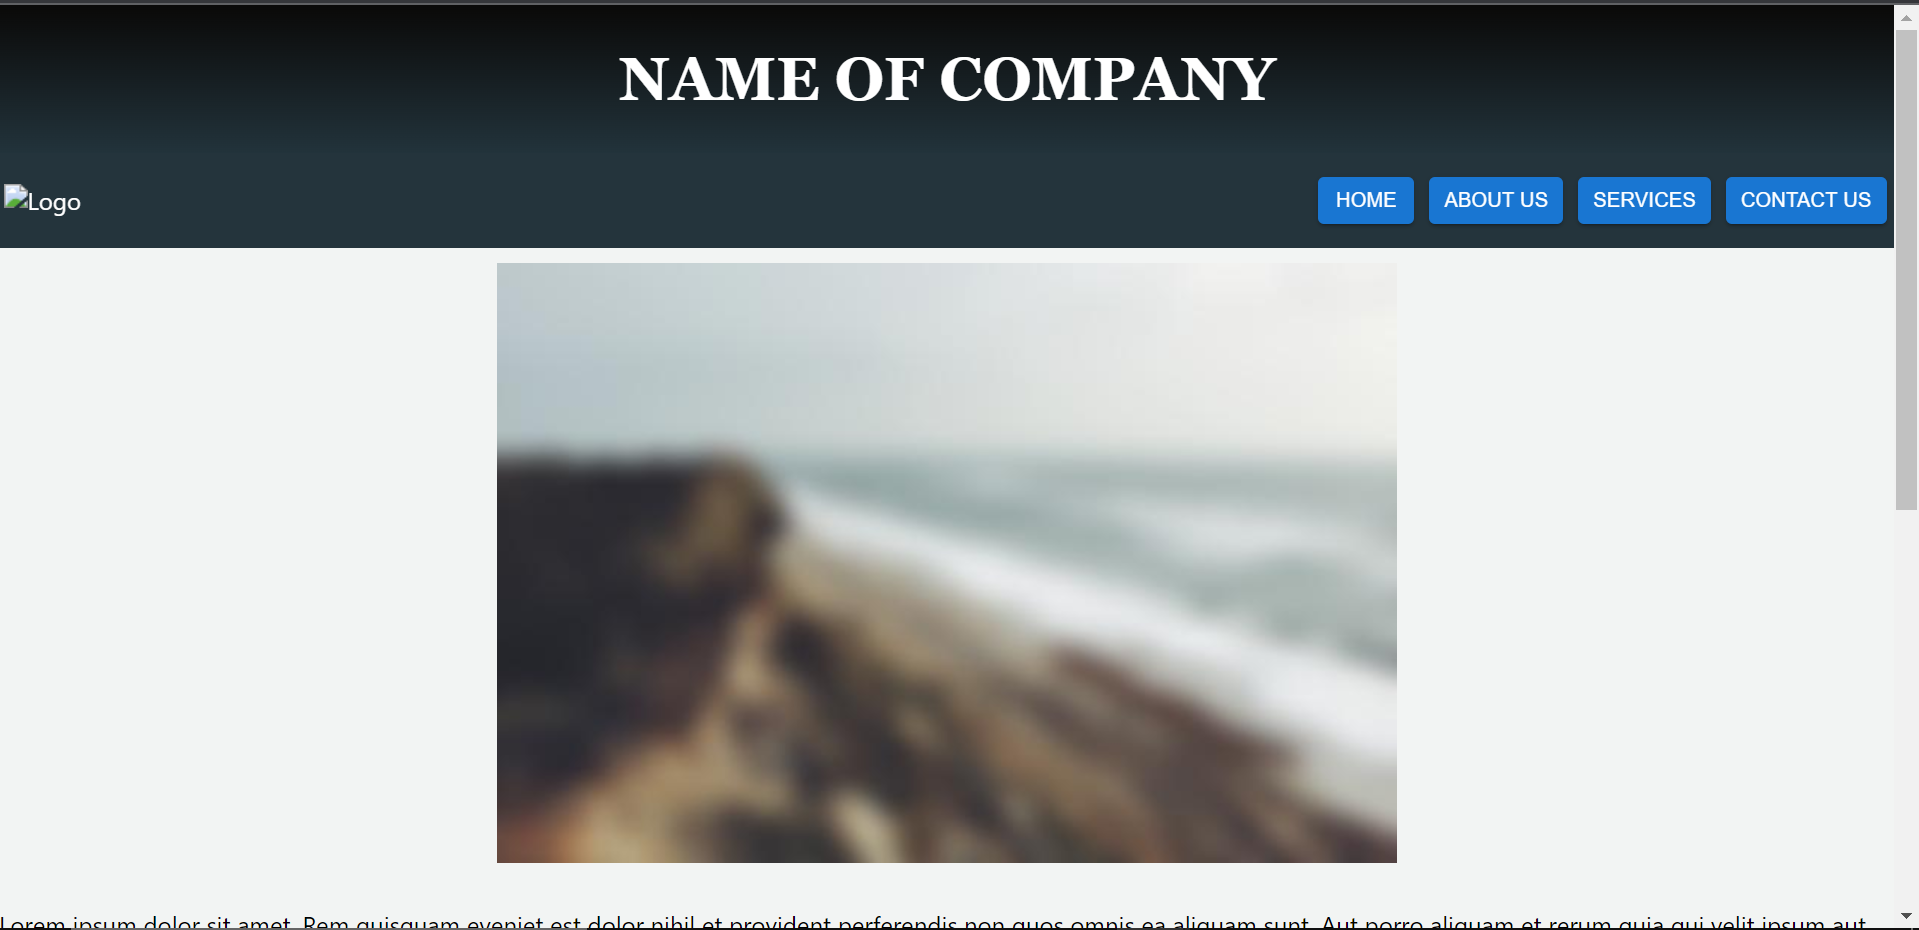 NAME OF COMPANY
Logo
HOME ABOUT US SERVICES CONTACT US
Lorem ipsum dolor sit amet. Rem quisquam eveniet est dolor nihil et provident perferendis non quos omnis ea aliquam sunt. Aut porro aliquam et rerum quia qui velit ipsum aut